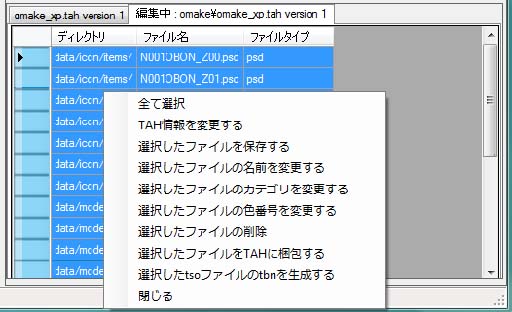 omake_xp.tah version 1 編集中 : omake¥omake_xp.tah version 1
ディレクトリ ファイル名 ファイルタイプ
data/icon/items/ N001OBON_Z00.psd psd
data/icon/items/ N001OBON_Z01.psd psd
data/icon/
data/icon/
data/icon/
data/icon/
data/icon/
data/mode
data/mode
data/mode
data/mode
全て選択
TAH情報を変更する
選択したファイルを保存する
選択したファイルの名前を変更する
選択したファイルのカテゴリを変更する
選択したファイルの色番号を変更する
選択したファイルの削除
選択したファイルをTAHに梱包する
選択したtsoファイルのtbnを生成する
閉じる